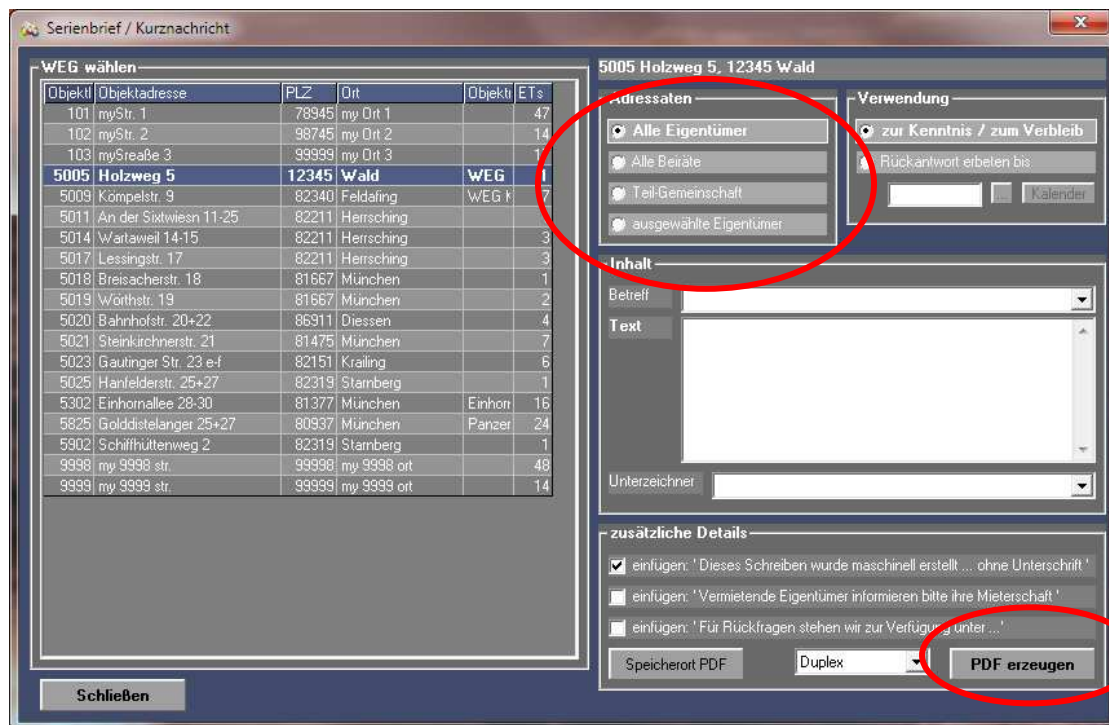 Serienbrief / Kurznachricht
WEG wählen
Objektl Objektadresse PLZ Ort Objekti ETs
101 myStr. 1 78945 my Ort 1 47
102 myStr. 2 98745 my Ort 2 14
103 mySreaße 3 99999 my Ort 3
5005 Holzweg 5 12345 Wald WEG 1
5009 Kömpelstr. 9 82340 Feldafing WEG 7
5011 An der Sixtwiesn 11-25 82211 Herrsching
5014 Wartaweil 14-15 82211 Herrsching 3
5017 Lessingstr. 17 82211 Herrsching 3
5018 Breisacherstr. 18 81667 München 1
5019 Wörthstr. 19 81667 München 2
5020 Bahnhofstr. 20+22 86911 Diessen 4
5021 Steinkirchnerstr. 21 81475 München 7
5023 Gautinger Str. 23 e-f 82151 Krailing 6
5025 Hanfelderstr. 25+27 82319 Starnberg 1
5302 Einhornallee 28-30 81377 München Einhorr 16
5825 Golddistelanger 25+27 80937 München Panzer 24
5902 Schiffhüttenweg 2 82319 Starnberg 1
9998 my 9998 str. 99998 my 9998 ort 48
9999 my 9999 str. 99999 my 9999 ort 14
Schließen
5005 Holzweg 5, 12345 Wald
Adressaten
Alle Eigentümer
Alle Beiräte
Teil-Gemeinschaft
ausgewählte Eigentümer
Verwendung
zur Kenntnis / zum Verbleib
Rückantwort erbeten bis
... Kalender
Inhalt
Betreff
Text
Unterzeichner
zusätzliche Details
einfügen: 'Dieses Schreiben wurde maschinell erstellt ... ohne Unterschrift '
einfügen: 'Vermietende Eigentümer informieren bitte ihre Mieterschaft '
einfügen: 'Für Rückfragen stehen wir zur Verfügung unter ...'
Speicherort PDF Duplex PDF erzeugen